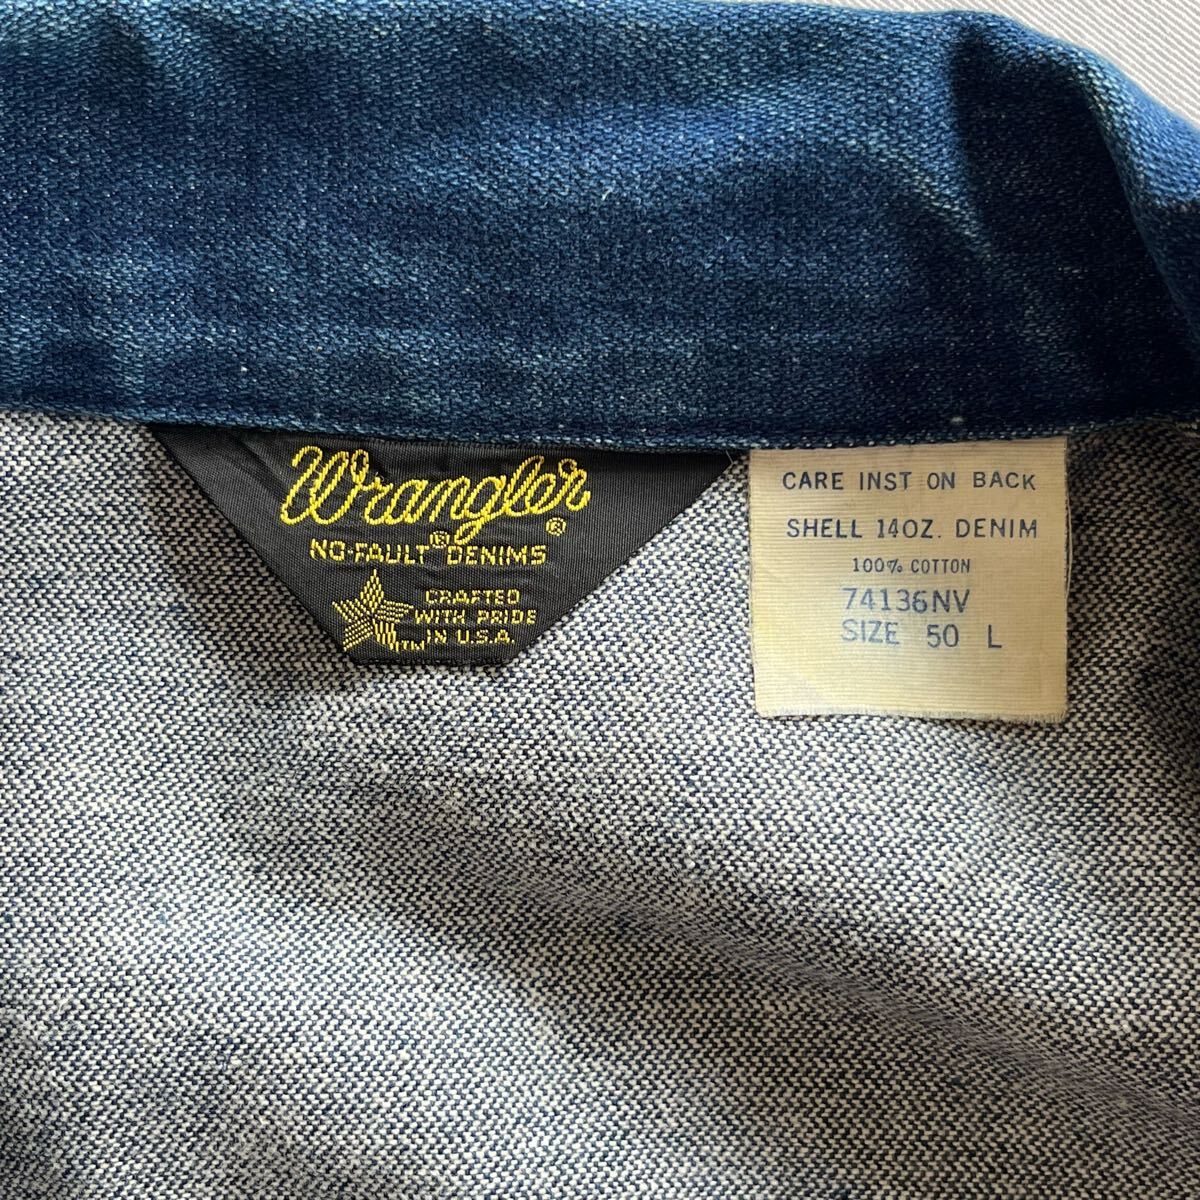 Wrangler®
NO-FAULT® DENIMS
CRAFTED
WITH PRIDE
IN U.S.A.
TM
CARE INST ON BACK
SHELL 14OZ. DENIM
100% COTTON
74136NV
SIZE 50 L